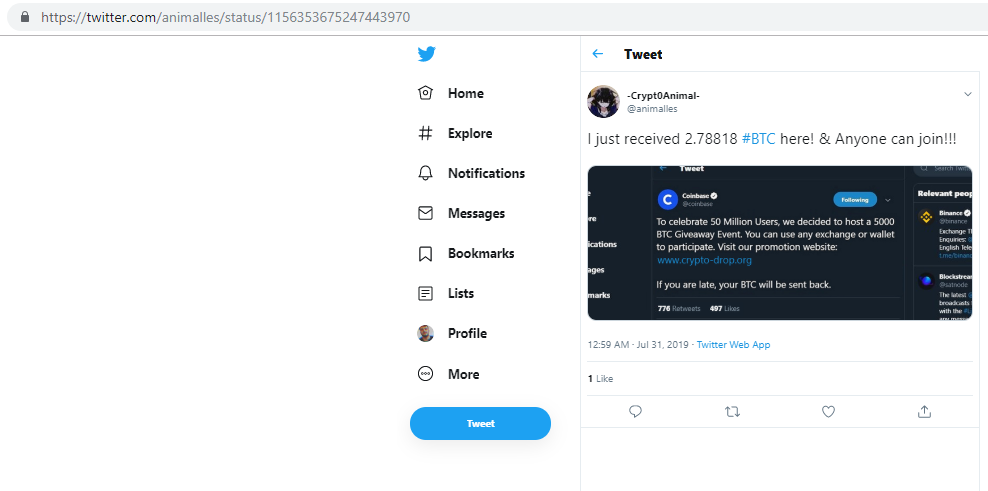 https://twitter.com/animalles/status/1156353675247443970
Home
Explore
Notifications
Messages
Bookmarks
Lists
Profile
More
Tweet
Tweet
-Crypt0Animal-
@animalles
I just received 2.78818 #BTC here! & Anyone can join!!!
Tweet
Search Twitt
Coinbase
@coinbase
Following
To celebrate 50 Million Users, we decided to host a 5000
BTC Giveaway Event. You can use any exchange or wallet
to participate. Visit our promotion website:
www.crypto-drop.org
If you are late, your BTC will be sent back.
776 Retweets 497 Likes
e
ore
ications
ages
marks
Relevant peop
Binance
@binance
Exchange T
Enquiries:
English Tele
t.me/binanc
Blockstrea
@satnode
The latest
broadcasts
with the
any
12:59 AM · Jul 31, 2019 · Twitter Web App
1 Like